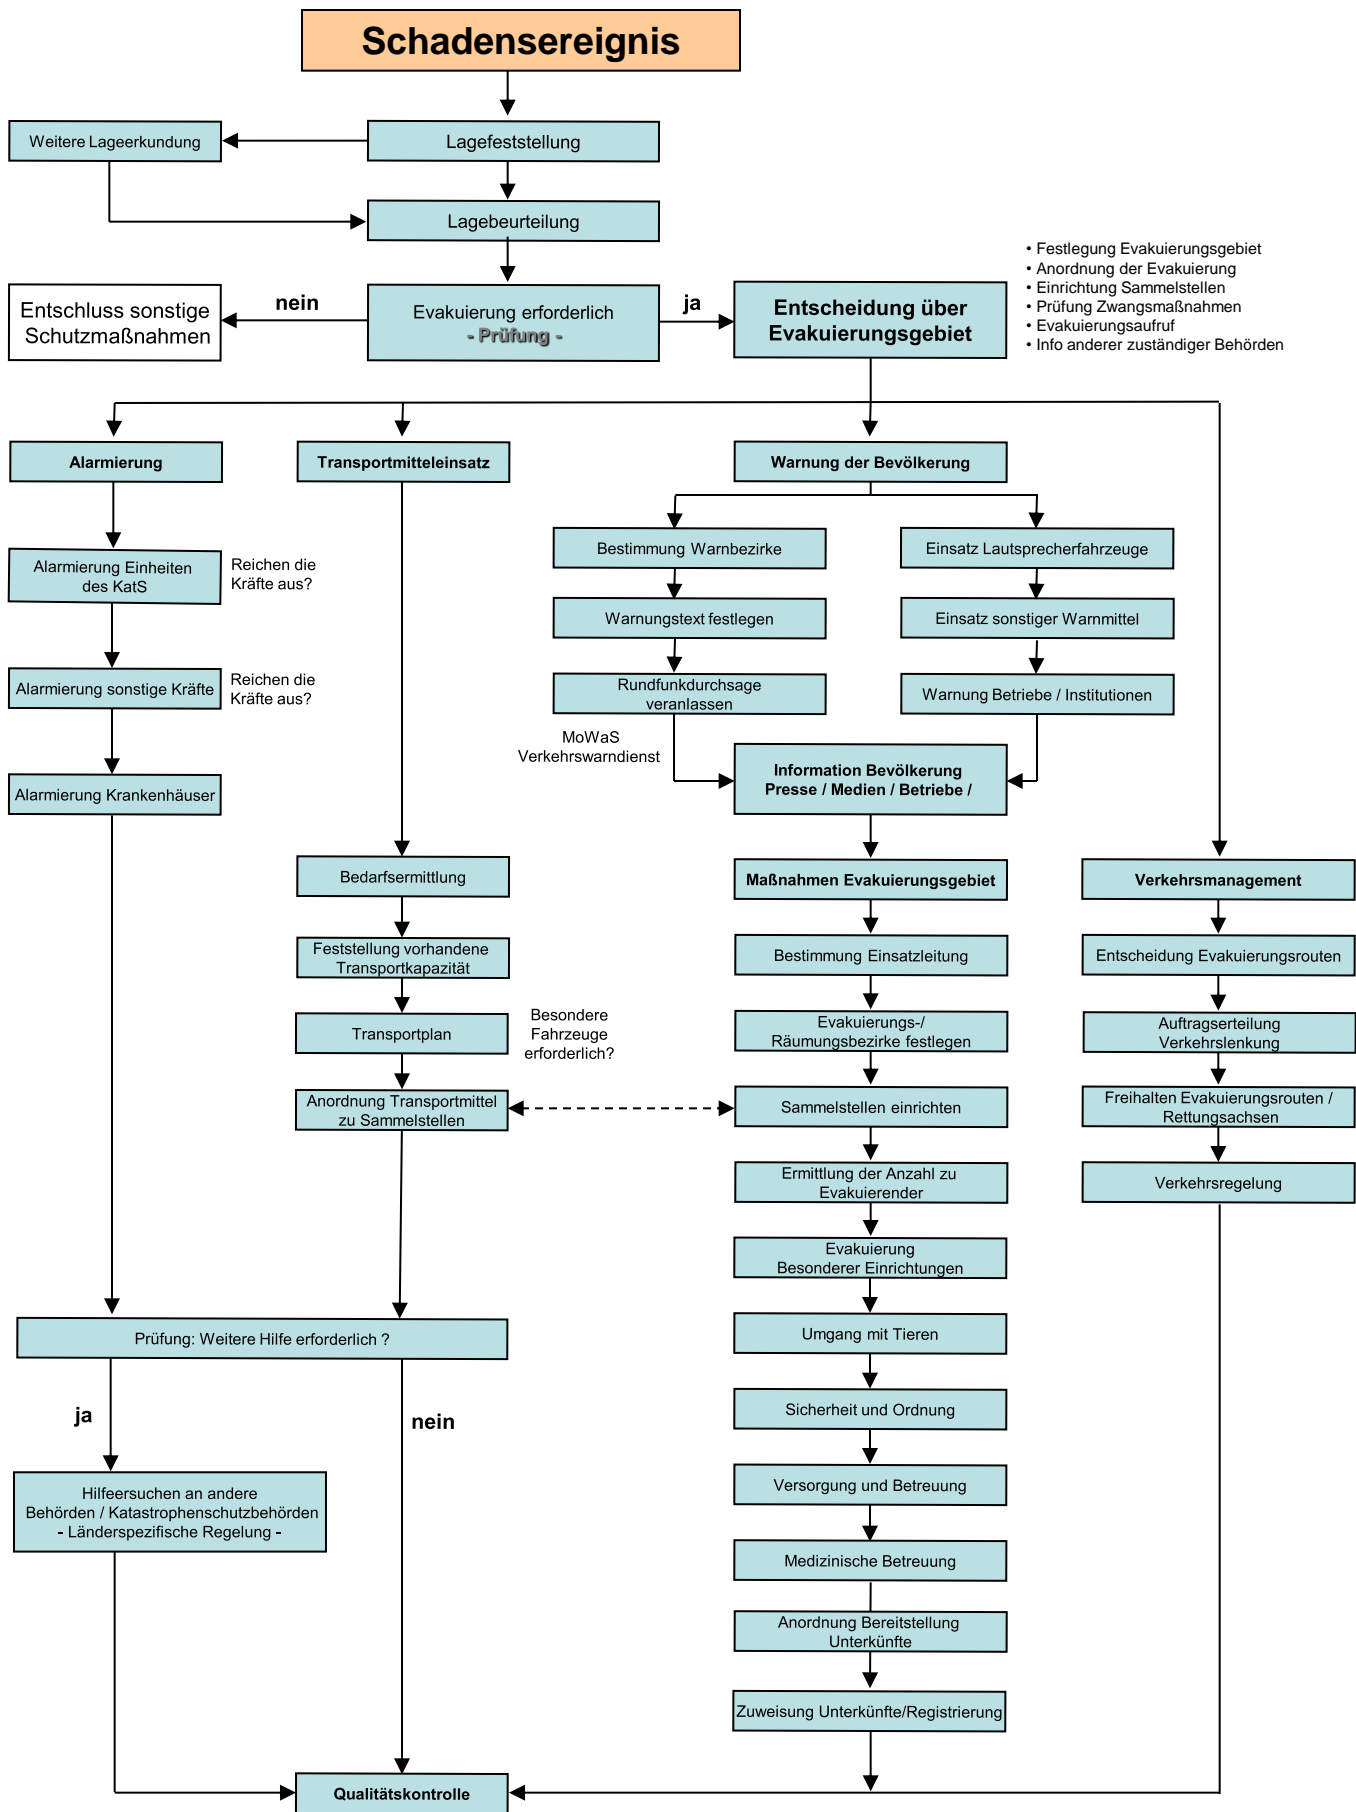 Schadensereignis
Weitere Lageerkundung
Lagefeststellung
Lagebeurteilung
• Festlegung Evakuierungsgebiet
• Anordnung der Evakuierung
• Einrichtung Sammelstellen
• Prüfung Zwangsmaßnahmen
• Evakuierungsaufruf
• Info anderer zuständiger Behörden
Entschluss sonstige
Schutzmaßnahmen
nein
Evakuierung erforderlich
- Prüfung -
ja
Entscheidung über
Evakuierungsgebiet
Alarmierung
Transportmitteleinsatz
Warnung der Bevölkerung
Alarmierung Einheiten
des KatS
Reichen die
Kräfte aus?
Bestimmung Warnbezirke
Einsatz Lautsprecherfahrzeuge
Warnungstext festlegen
Einsatz sonstiger Warnmittel
Alarmierung sonstige Kräfte
Reichen die
Kräfte aus?
Rundfunkdurchsage
veranlassen
Warnung Betriebe / Institutionen
MoWaS
Verkehrswarndienst
Alarmierung Krankenhäuser
Information Bevölkerung
Presse / Medien / Betriebe /
Bedarfsermittlung
Maßnahmen Evakuierungsgebiet
Verkehrsmanagement
Feststellung vorhandene
Transportkapazität
Bestimmung Einsatzleitung
Entscheidung Evakuierungsrouten
Transportplan
Besondere
Fahrzeuge
erforderlich?
Evakuierungs-/
Räumungsbezirke festlegen
Auftragserteilung
Verkehrslenkung
Anordnung Transportmittel
zu Sammelstellen
Sammelstellen einrichten
Freihalten Evakuierungsrouten /
Rettungsachsen
Ermittlung der Anzahl zu
Evakuierender
Verkehrsregelung
Evakuierung
Besonderer Einrichtungen
Prüfung: Weitere Hilfe erforderlich ?
Umgang mit Tieren
ja
nein
Sicherheit und Ordnung
Hilfeersuchen an andere
Behörden / Katastrophenschutzbehörden
- Länderspezifische Regelung -
Versorgung und Betreuung
Medizinische Betreuung
Anordnung Bereitstellung
Unterkünfte
Zuweisung Unterkünfte/Registrierung
Qualitätskontrolle